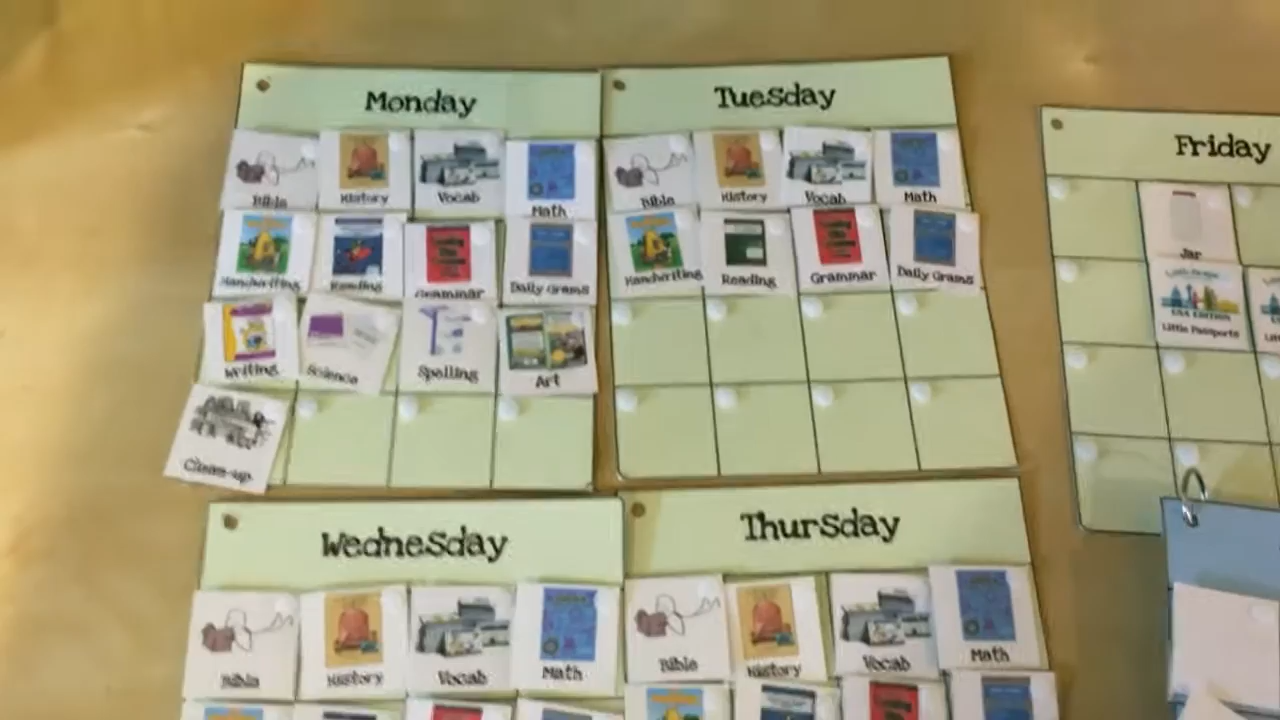 Monday
Bible History Vocab Math
Handwriting Reading Grammar Daily Grams
Writing Science Spelling Art
Clean-up
Tuesday
Bible History Vocab Math
Handwriting Reading Grammar Daily Grams
Friday
Jar
USA EDITION
Little Passports
Wednesday
Bible History Vocab Math
Thursday
Bible History Vocab Math